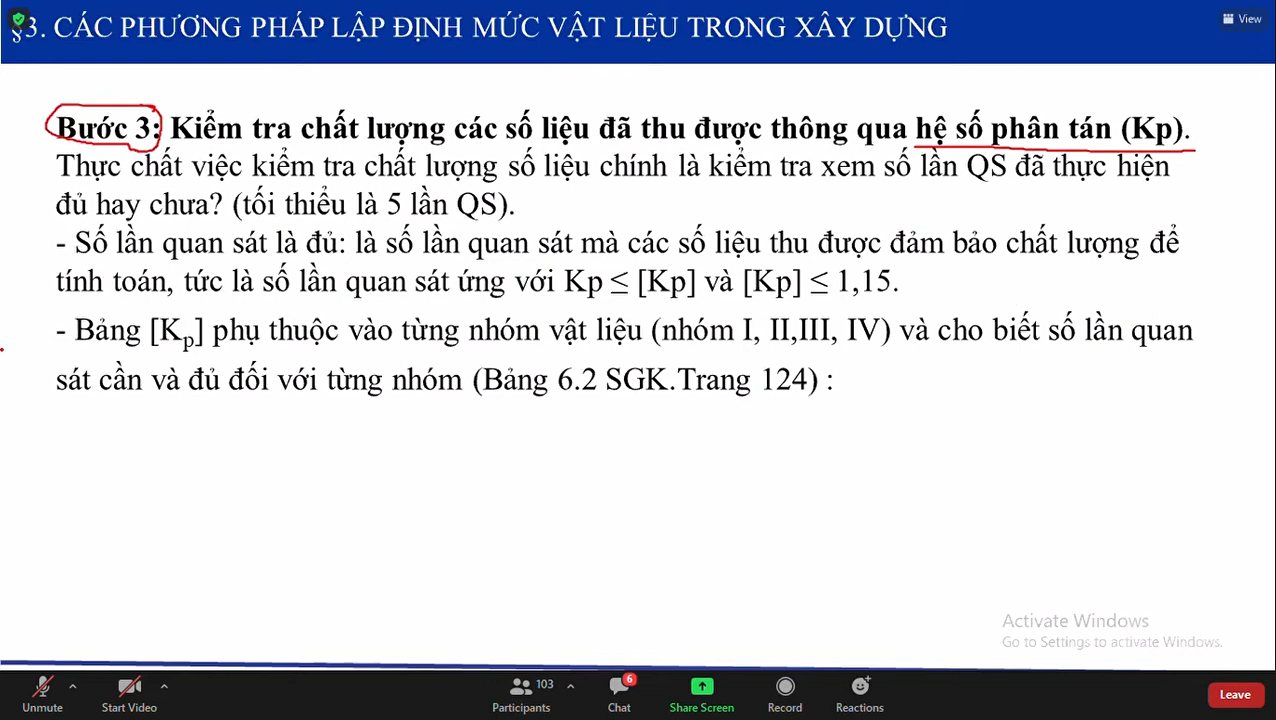 §3. CÁC PHƯƠNG PHÁP LẬP ĐỊNH MỨC VẬT LIỆU TRONG XÂY DỰNG
View
Bước 3: Kiểm tra chất lượng các số liệu đã thu được thông qua hệ số phân tán (Kp).
Thực chất việc kiểm tra chất lượng số liệu chính là kiểm tra xem số lần QS đã thực hiện
đủ hay chưa? (tối thiểu là 5 lần QS).
- Số lần quan sát là đủ: là số lần quan sát mà các số liệu thu được đảm bảo chất lượng để
tính toán, tức là số lần quan sát ứng với Kp ≤ [Kp] và [Kp] ≤ 1,15.
- Bảng [Kp] phụ thuộc vào từng nhóm vật liệu (nhóm I, II,III, IV) và cho biết số lần quan
sát cần và đủ đối với từng nhóm (Bảng 6.2 SGK.Trang 124) :
Activate Windows
Go to Settings to activate Windows.
Unmute
Start Video
103
Participants
6
Chat
Share Screen
Record
Reactions
Leave